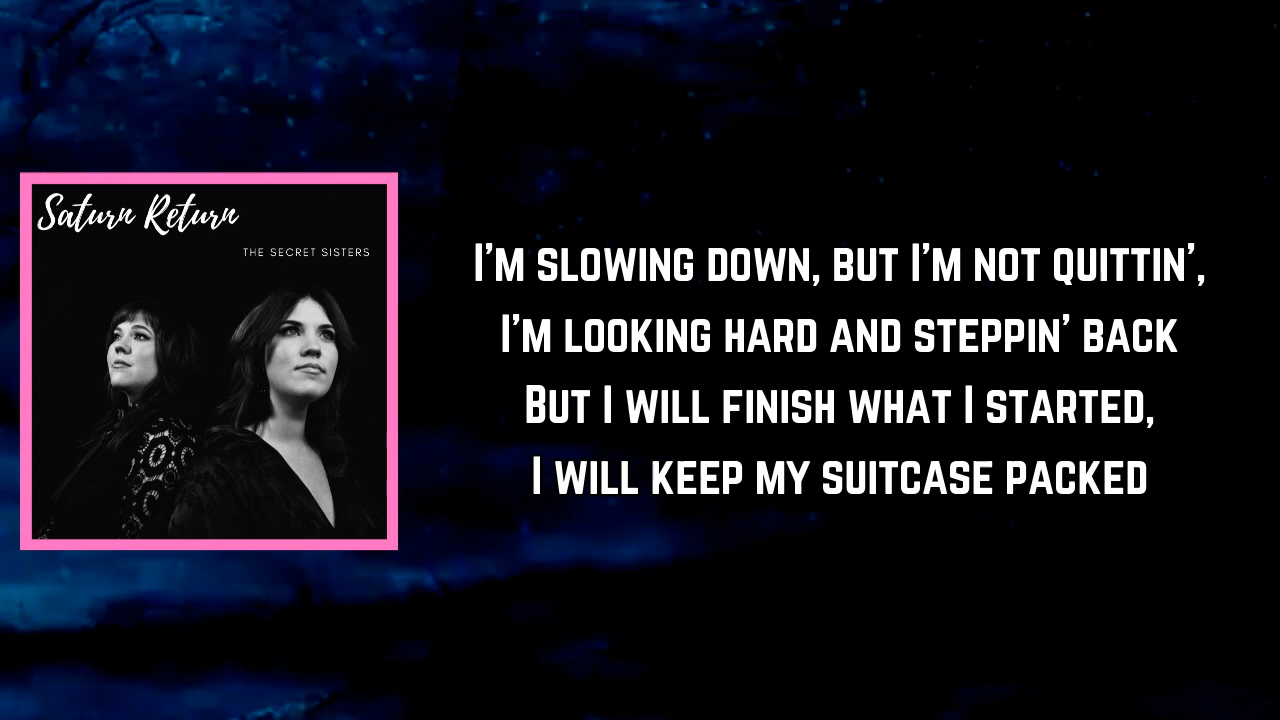 Saturn Return
THE SECRET SISTERS
I'M SLOWING DOWN, BUT I'M NOT QUITTIN',
I'M LOOKING HARD AND STEPPIN' BACK
BUT I WILL FINISH WHAT I STARTED,
I WILL KEEP MY SUITCASE PACKED